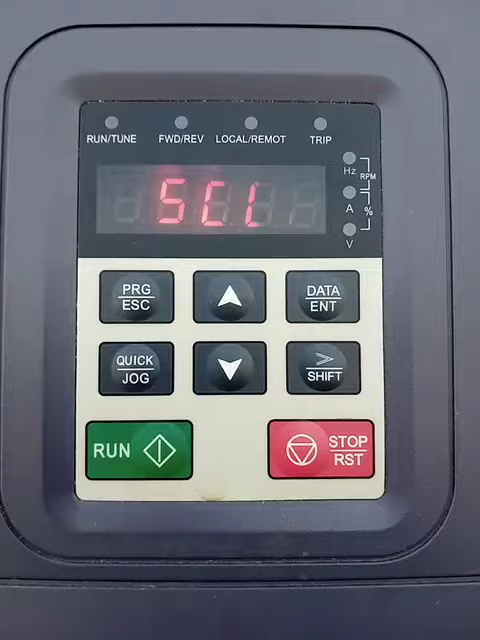 RUN/TUNE FWD/REV LOCAL/REMOT TRIP
Hz
RPM
A
%
V
SCL
PRG
ESC
DATA
ENT
QUICK
JOG
>
SHIFT
RUN
STOP
RST